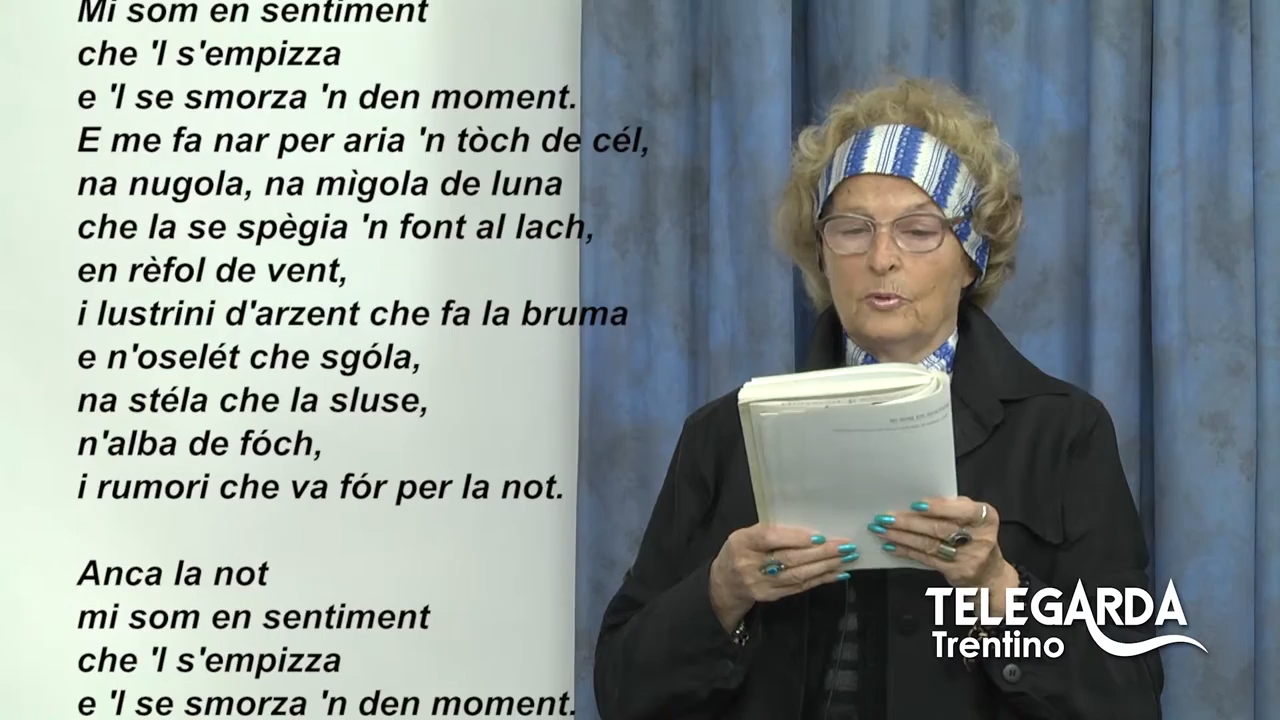 Mi som en sentiment
che 'l s'empizza
e 'l se smorza 'n den moment.
E me fa nar per aria 'n tòch de cél,
na nugola, na mìgola de luna
che la se spègia 'n font al lach,
en rèfol de vent,
i lustrini d'arzent che fa la bruma
e n'oselét che sgóla,
na stéla che la sluse,
n'alba de fóch,
i rumori che va fór per la not.
Anca la not
mi som en sentiment
che 'l s'empizza
e 'l se smorza 'n den moment.
TELEGARDA
Trentino